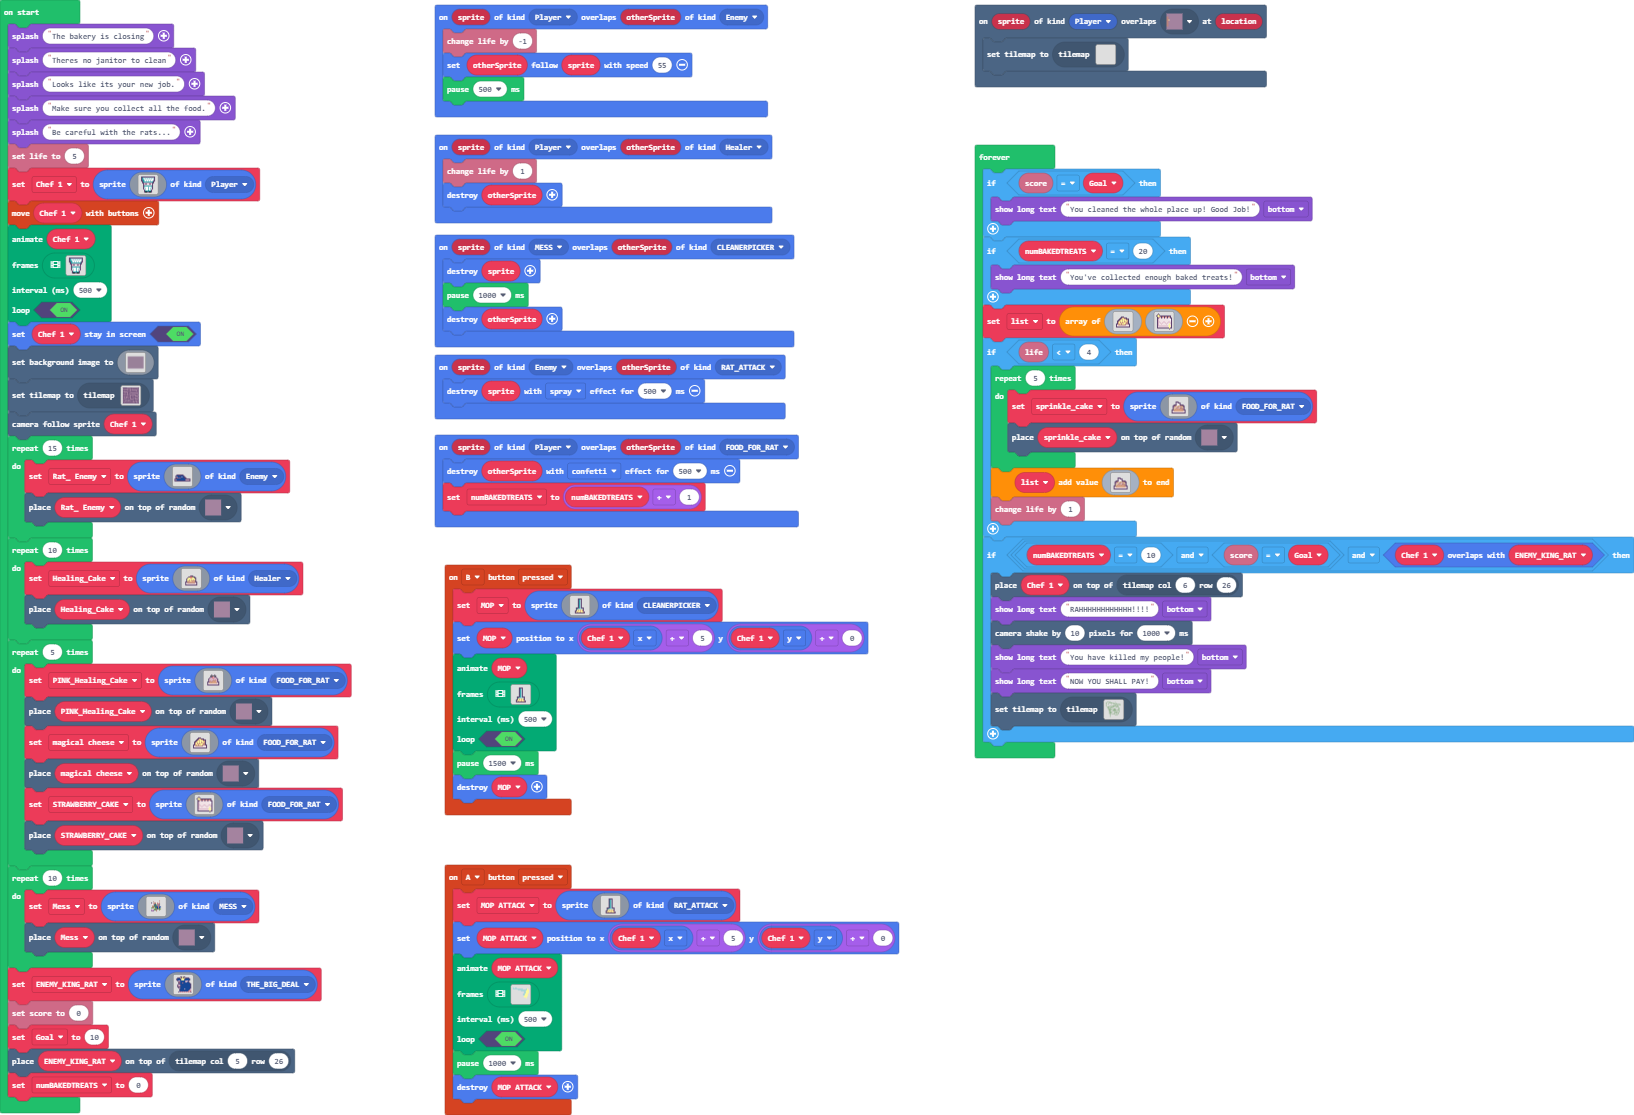 on start
splash "The bakery is closing"
splash "Theres no janitor to clean"
splash "Looks like its your new job."
splash "Make sure you collect all the food."
splash "Be careful with the rats..."
set life to 5
set Chef 1 to sprite of kind Player
move Chef 1 with buttons
animate Chef 1
frames
interval (ms) 500
loop ON
set Chef 1 stay in screen ON
set background image to
set tilemap to tilemap
camera follow sprite Chef 1
repeat 15 times
do
set Rat_ Enemy to sprite of kind Enemy
place Rat_ Enemy on top of random
repeat 10 times
do
set Healing_Cake to sprite of kind Healer
place Healing_Cake on top of random
repeat 5 times
do
set PINK_Healing_Cake to sprite of kind FOOD_FOR_RAT
place PINK_Healing_Cake on top of random
set magical cheese to sprite of kind FOOD_FOR_RAT
place magical cheese on top of random
set STRAWBERRY_CAKE to sprite of kind FOOD_FOR_RAT
place STRAWBERRY_CAKE on top of random
repeat 10 times
do
set Mess to sprite of kind MESS
place Mess on top of random
set ENEMY_KING_RAT to sprite of kind THE_BIG_DEAL
set score to 0
set Goal to 10
place ENEMY_KING_RAT on top of tilemap col 5 row 26
set numBAKEDTREATS to 0
on sprite of kind Player overlaps otherSprite of kind Enemy
change life by -1
set otherSprite follow sprite with speed 55
pause 500 ms
on sprite of kind Player overlaps otherSprite of kind Healer
change life by 1
destroy otherSprite
on sprite of kind MESS overlaps otherSprite of kind CLEANERPICKER
destroy sprite
pause 1000 ms
destroy otherSprite
on sprite of kind Enemy overlaps otherSprite of kind RAT_ATTACK
destroy sprite with spray effect for 500 ms
on sprite of kind Player overlaps otherSprite of kind FOOD_FOR_RAT
destroy otherSprite with confetti effect for 500 ms
set numBAKEDTREATS to numBAKEDTREATS + 1
on B button pressed
set MOP to sprite of kind CLEANERPICKER
set MOP position to x Chef 1 x + 5 y Chef 1 y + 0
animate MOP
frames
interval (ms) 500
loop ON
pause 1500 ms
destroy MOP
on A button pressed
set MOP ATTACK to sprite of kind RAT_ATTACK
set MOP ATTACK position to x Chef 1 x + 5 y Chef 1 y + 0
animate MOP ATTACK
frames
interval (ms) 500
loop ON
pause 1000 ms
destroy MOP ATTACK
on sprite of kind Player overlaps at location
set tilemap to tilemap
forever
if score = Goal then
show long text "You cleaned the whole place up! Good Job!" bottom
if numBAKEDTREATS = 20 then
show long text "You've collected enough baked treats!" bottom
set list to array of
if life < 4 then
repeat 5 times
do
set sprinkle_cake to sprite of kind FOOD_FOR_RAT
place sprinkle_cake on top of random
list add value to end
change life by 1
if numBAKEDTREATS = 10 and score = Goal and Chef 1 overlaps with ENEMY_KING_RAT then
place Chef 1 on top of tilemap col 6 row 26
show long text "RAHHHHHHHHHHHH!!!!" bottom
camera shake by 10 pixels for 1000 ms
show long text "You have killed my people!" bottom
show long text "NOW YOU SHALL PAY!" bottom
set tilemap to tilemap